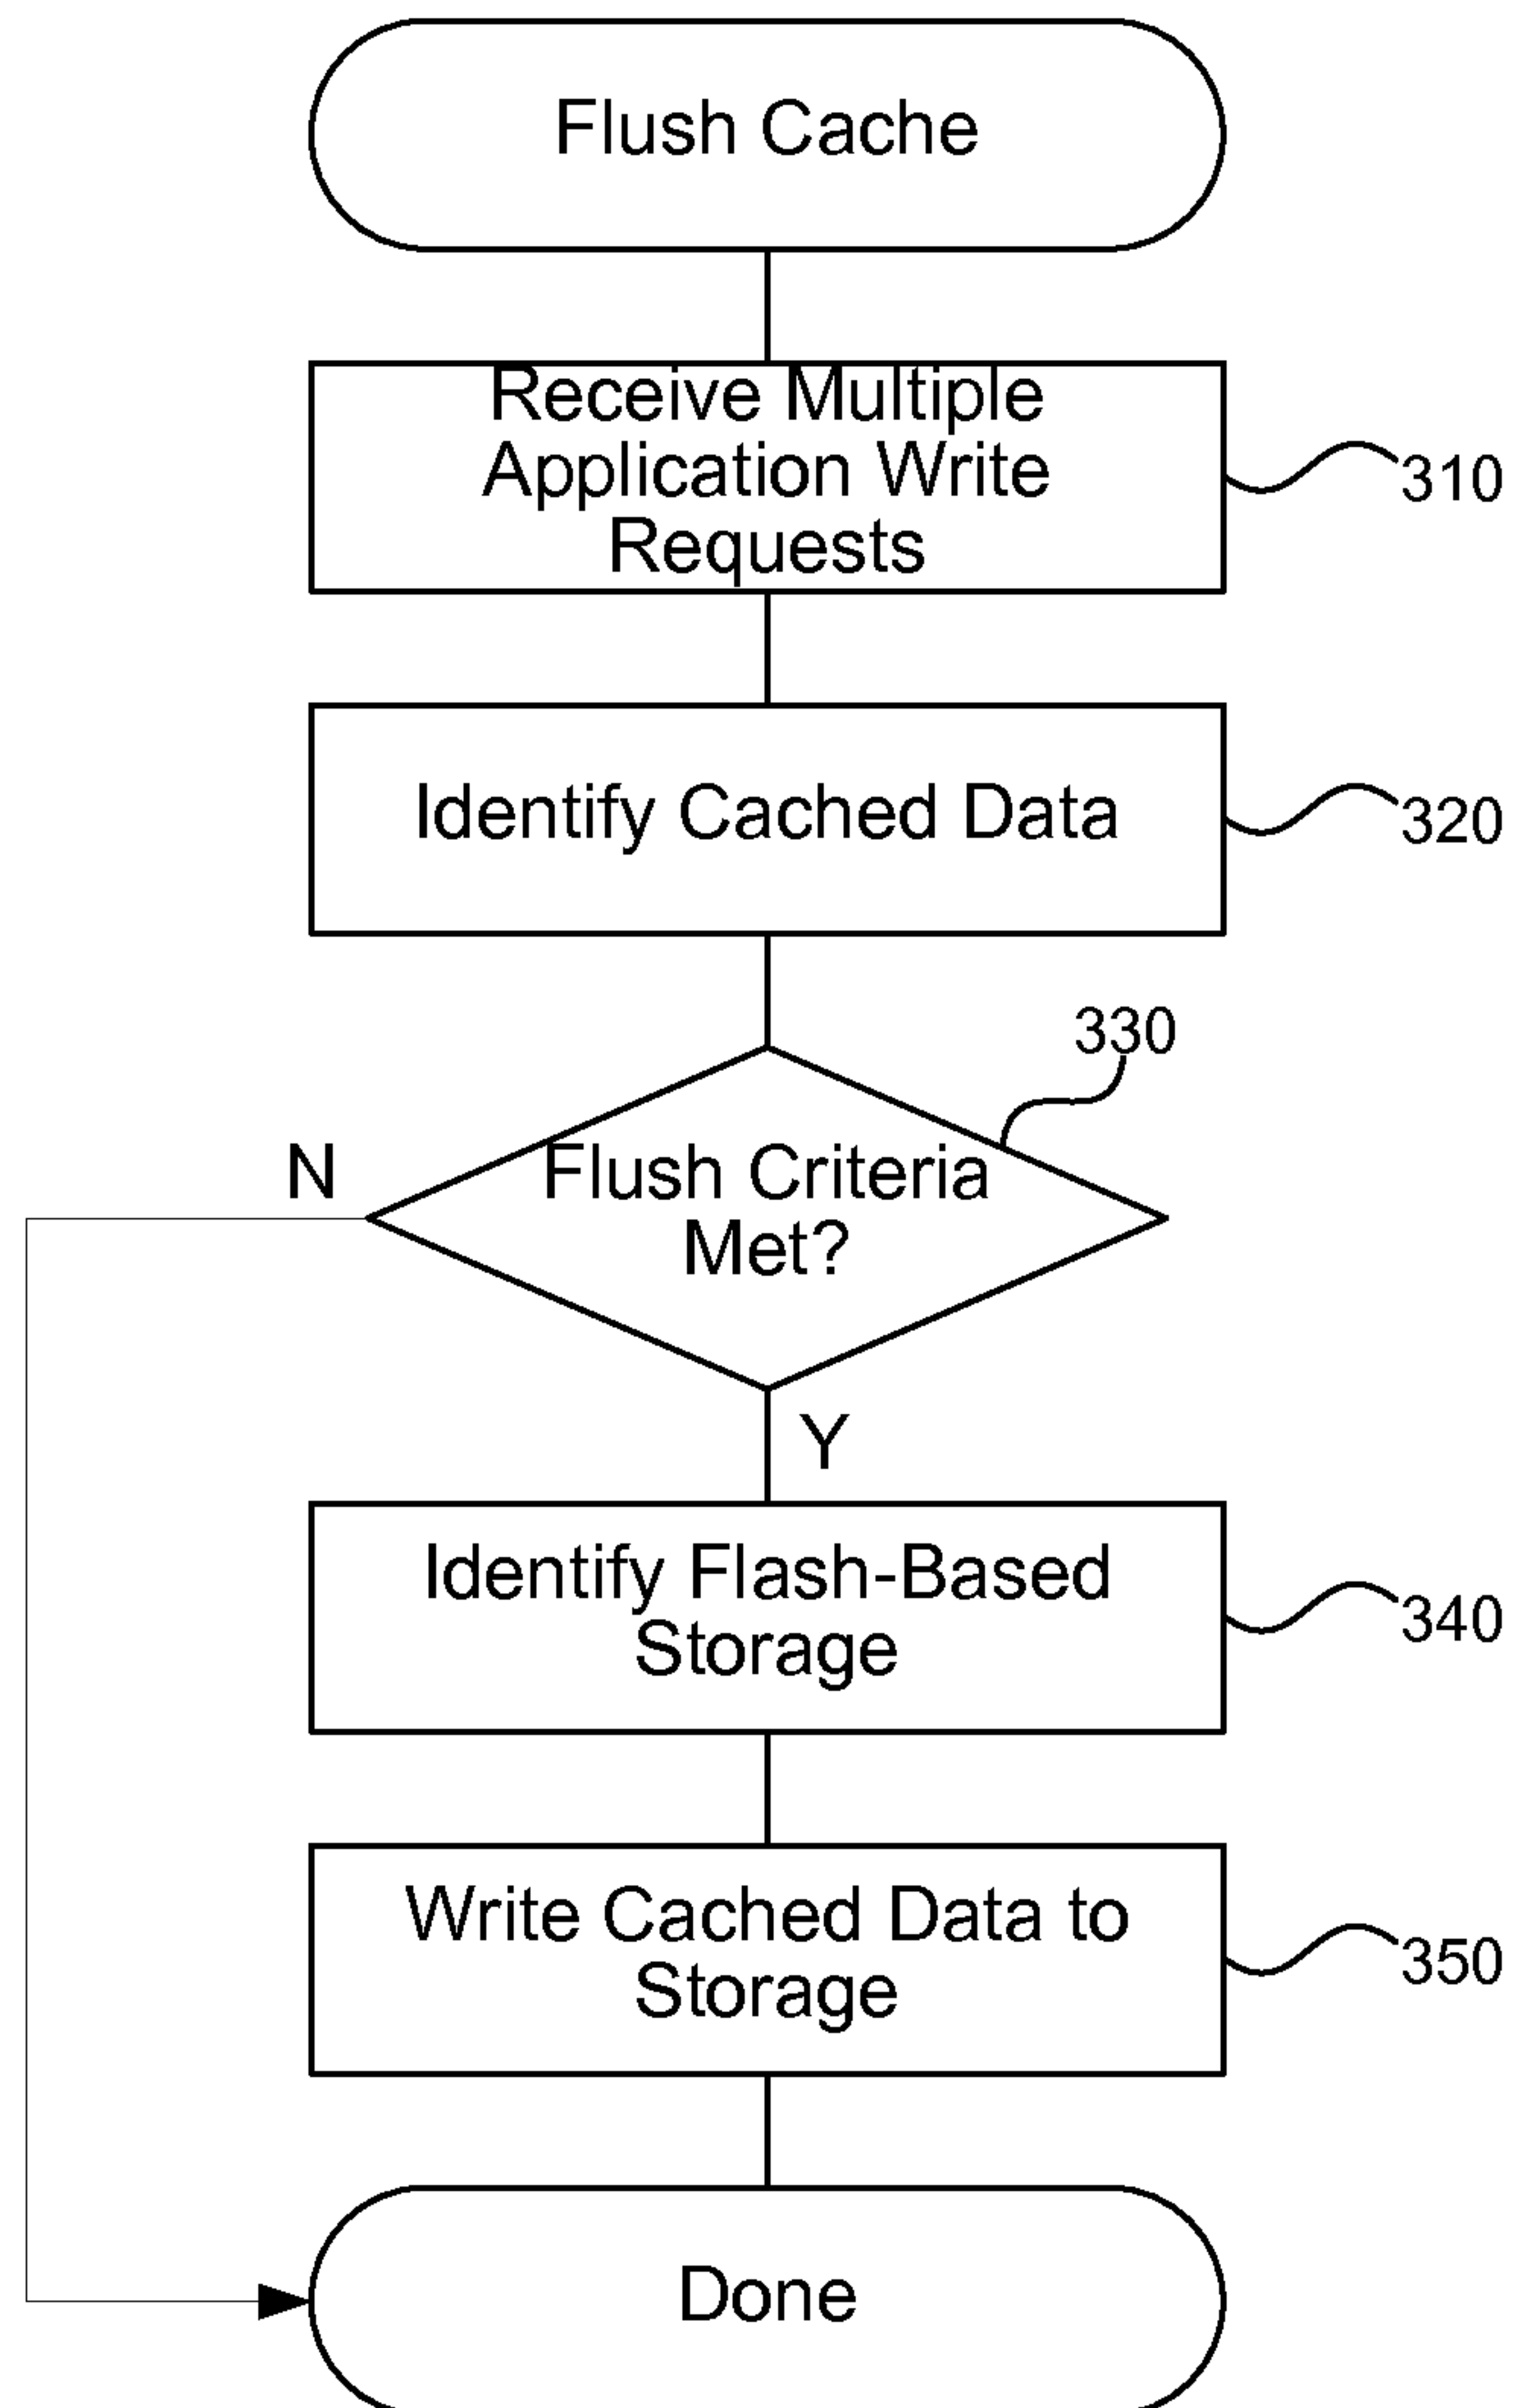 Flush Cache
Receive Multiple
Application Write
Requests
310
Identify Cached Data
320
330
N
Flush Criteria
Met?
Y
Identify Flash-Based
Storage
340
Write Cached Data to
Storage
350
Done